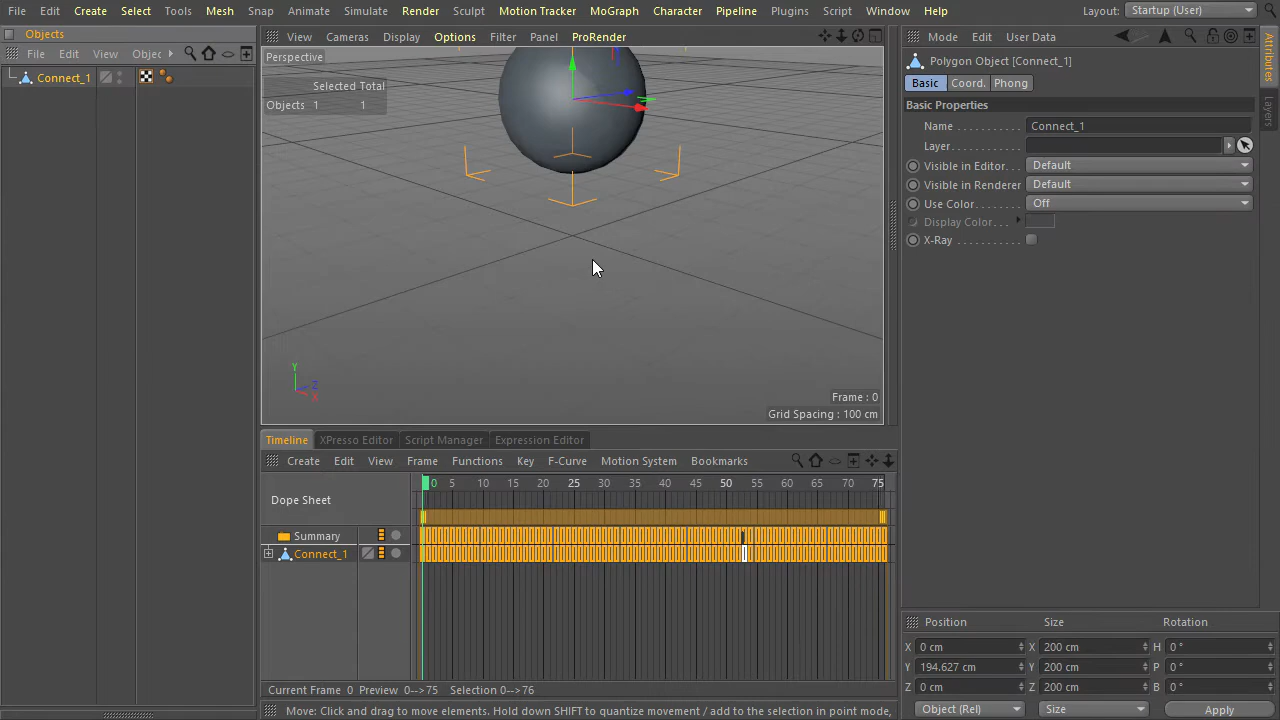 File Edit Create Select Tools Mesh Snap Animate Simulate Render Sculpt Motion Tracker MoGraph Character Pipeline Plugins Script Window Help Layout: Startup (User)
Objects
File Edit View Objec
Connect_1
View Cameras Display Options Filter Panel ProRender
Perspective
Selected Total
Objects 1 1
Y
Z
X
Frame : 0
Grid Spacing : 100 cm
Timeline XPresso Editor Script Manager Expression Editor
Create Edit View Frame Functions Key F-Curve Motion System Bookmarks
0 5 10 15 20 25 30 35 40 45 50 55 60 65 70 75
Dope Sheet
Summary
Connect_1
Current Frame 0 Preview 0-->75 Selection 0-->76
Move: Click and drag to move elements. Hold down SHIFT to quantize movement / add to the selection in point mode,
Mode Edit User Data
Polygon Object [Connect_1]
Basic Coord. Phong
Basic Properties
Name . . . . . . . . . . . Connect_1
Layer . . . . . . . . . . .
Visible in Editor . . Default
Visible in Renderer Default
Use Color. . . . . . . Off
Display Color. . .
X-Ray . . . . . . . . . .
Attributes
Layers
Position Size Rotation
X 0 cm X 200 cm H 0 °
Y 194.627 cm Y 200 cm P 0 °
Z 0 cm Z 200 cm B 0 °
Object (Rel) Size Apply